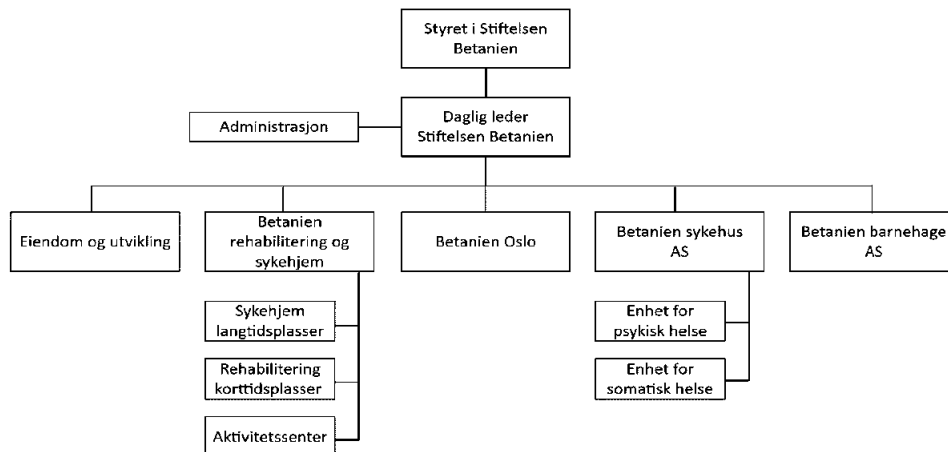 Styret i Stiftelsen
Betanien
Daglig leder
Stiftelsen Betanien
Administrasjon
Eiendom og utvikling
Betanien
rehabilitering og
sykehjem
Betanien Oslo
Betanien sykehus
AS
Betanien barnehage
AS
Sykehjem
langtidsplasser
Rehabilitering
korttidsplasser
Aktivitetssenter
Enhet for
psykisk helse
Enhet for
somatisk helse